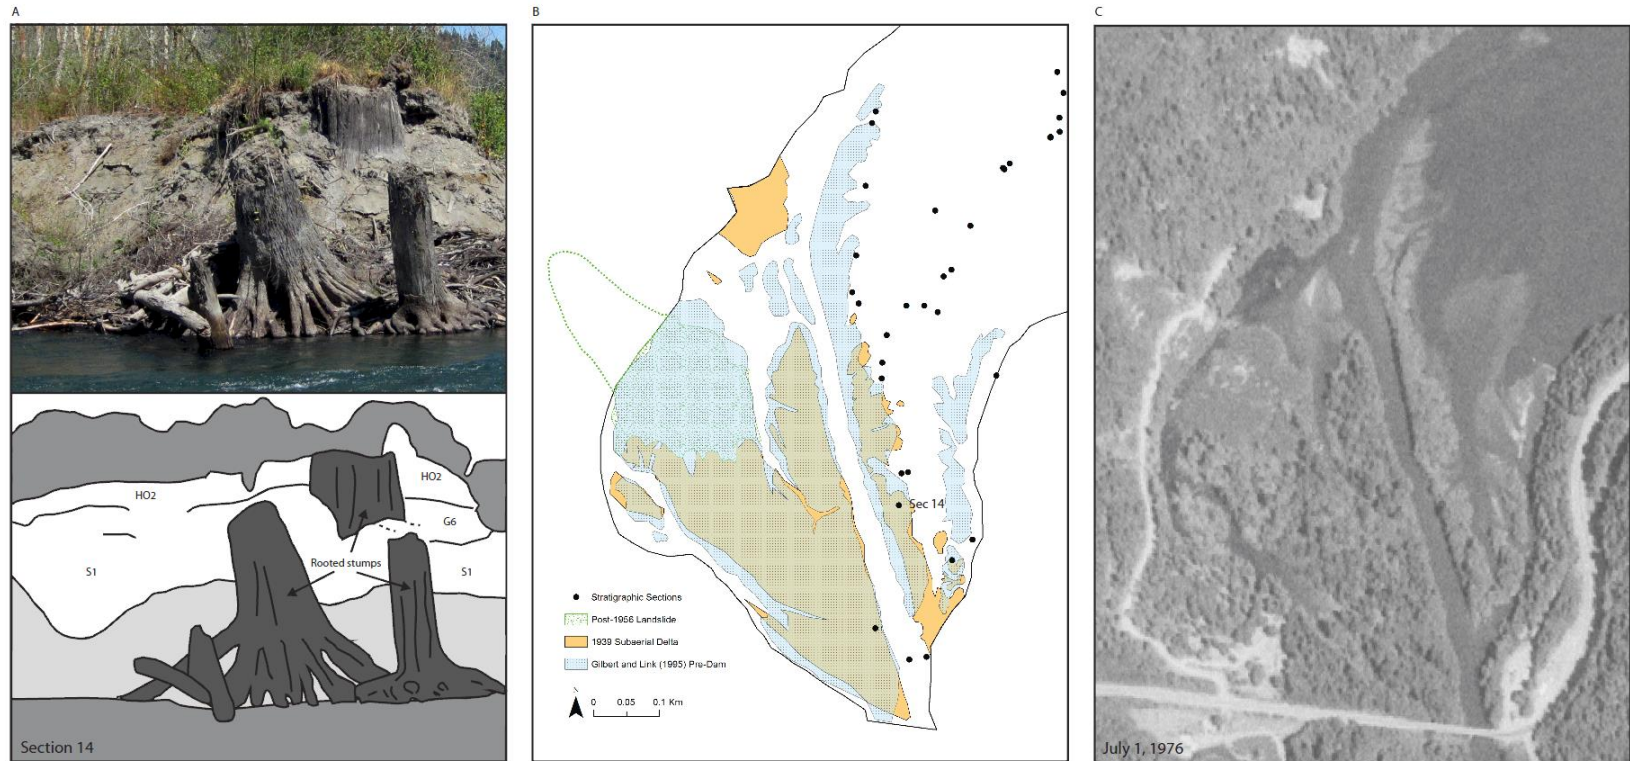 A
HO2
HO2
G6
Rooted stumps
S1
S1
Section 14
B
Sec 14
Stratigraphic Sections
Post-1956 Landslide
1939 Subaerial Delta
Gilbert and Link (1995) Pre-Dam
N
0 0.05 0.1 Km
C
July 1, 1976